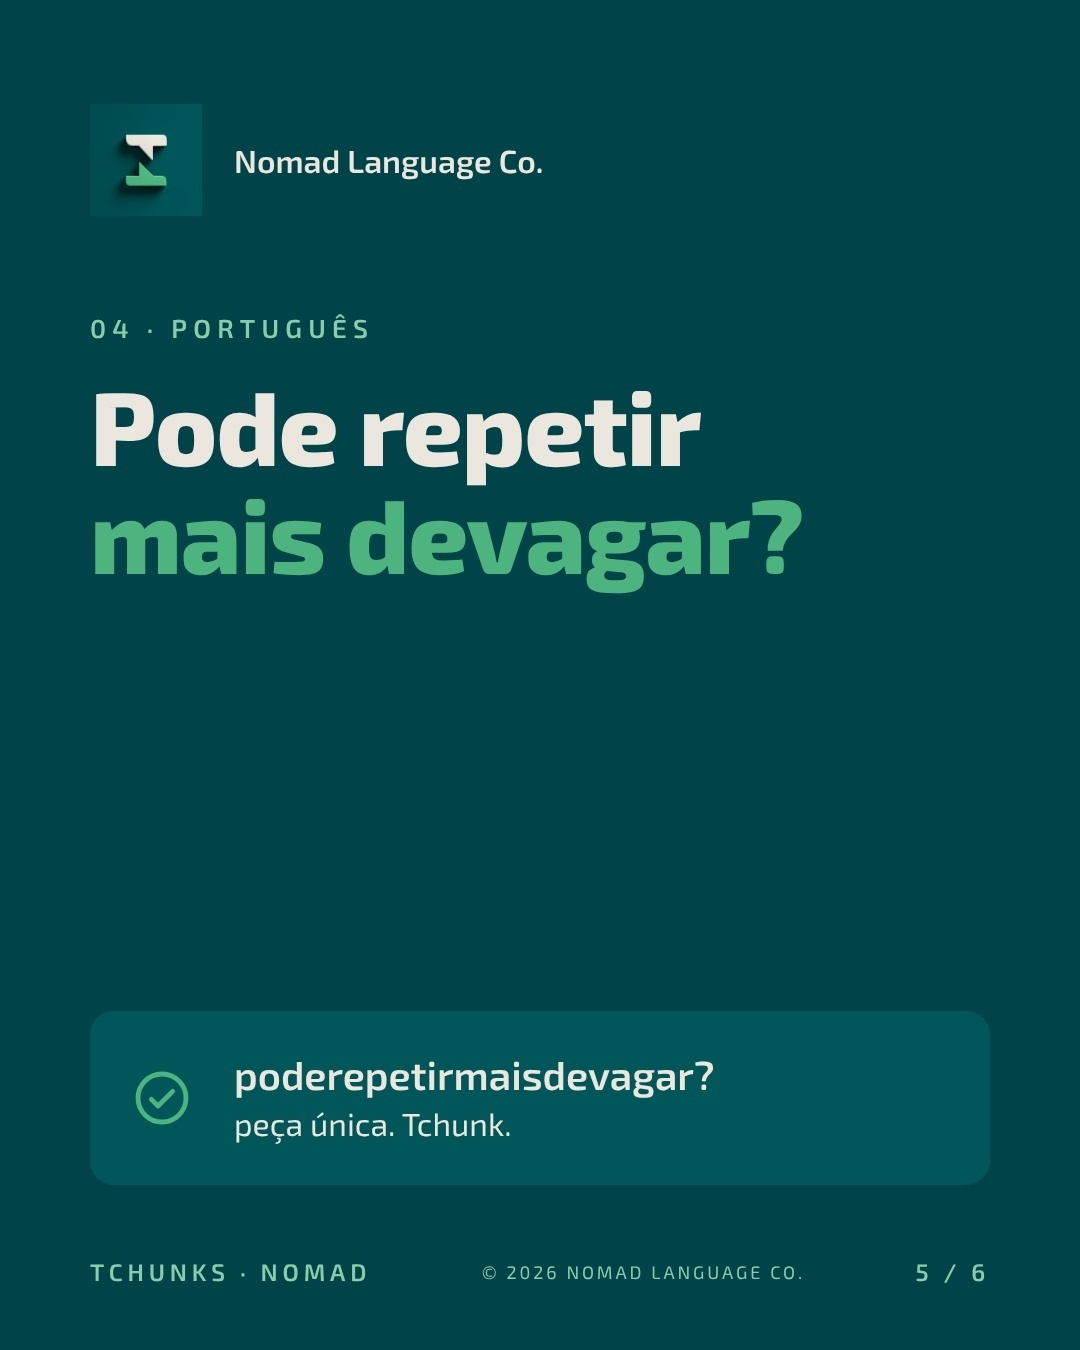 Nomad Language Co.
04 · PORTUGUÊS
Pode repetir
mais devagar?
poderepetirmaisdevagar?
peça única. Tchunk.
TCHUNKS · NOMAD
© 2026 NOMAD LANGUAGE CO.
5 / 6